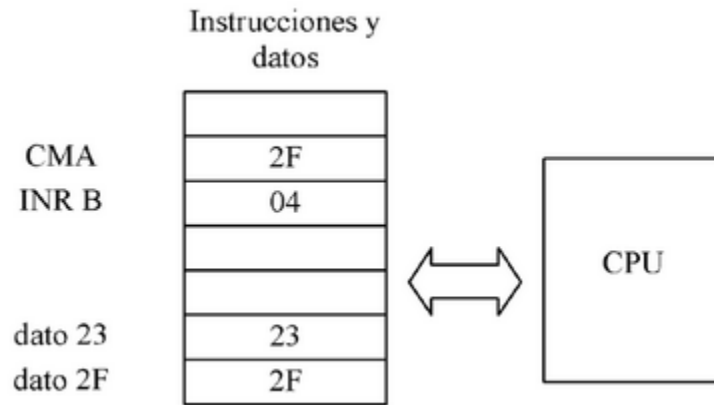 Instrucciones y
datos
CMA 2F
INR B 04
CPU
dato 23 23
dato 2F 2F